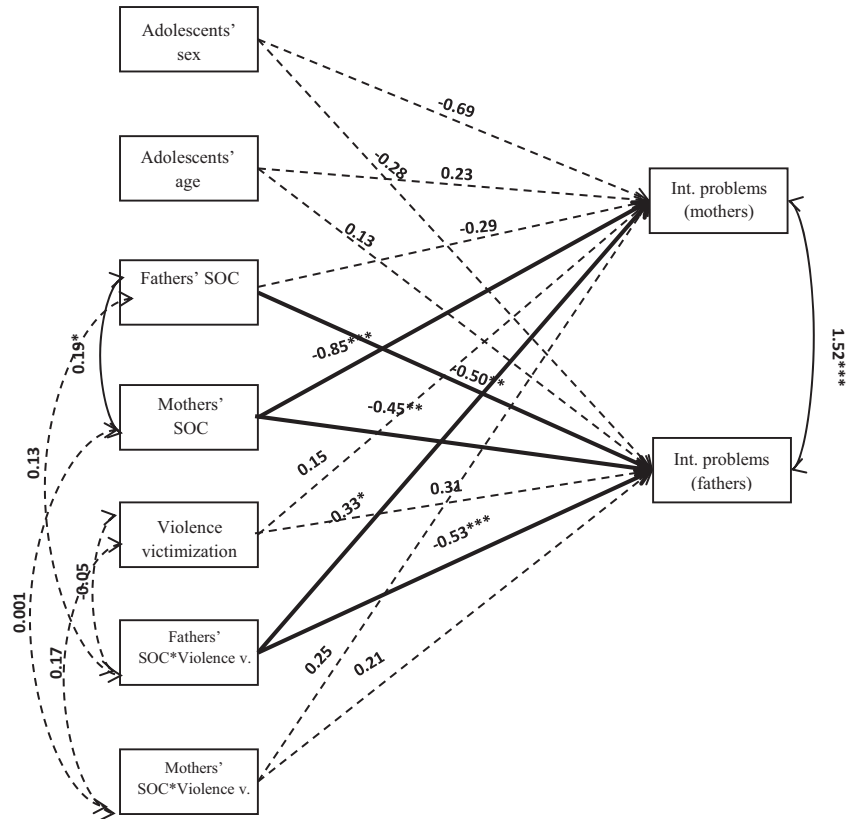 Adolescents'
sex
-0.69
Adolescents'
age
-0.28
0.23
Int. problems
(mothers)
0.13
-0.29
Fathers' SOC
0.19*
-0.85***
-0.50**
1.52***
Mothers'
SOC
-0.45**
0.13
0.15
Int. problems
(fathers)
0.31
Violence
victimization
-0.33*
-0.53***
-0.05
0.001
Fathers'
SOC*Violence v.
0.17
0.25
0.21
Mothers'
SOC*Violence v.